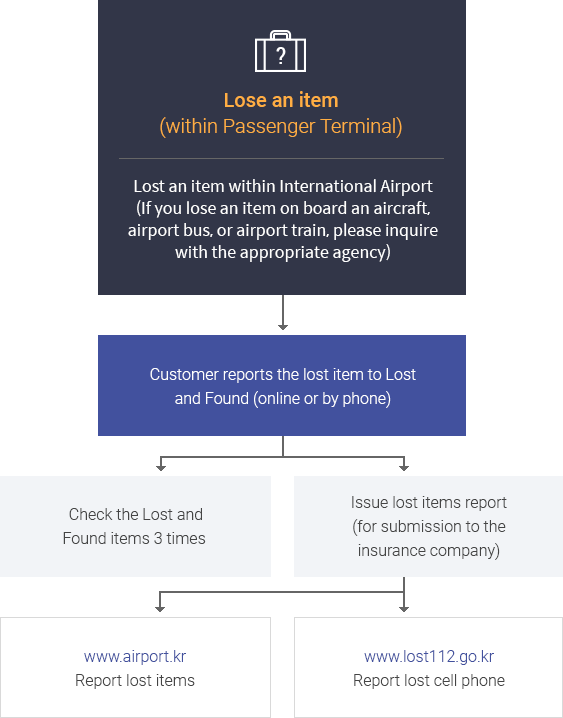 ?
Lose an item
(within Passenger Terminal)
Lost an item within International Airport
(If you lose an item on board an aircraft,
airport bus, or airport train, please inquire
with the appropriate agency)
Customer reports the lost item to Lost
and Found (online or by phone)
Check the Lost and
Found items 3 times
Issue lost items report
(for submission to the
insurance company)
www.airport.kr
Report lost items
www.lost112.go.kr
Report lost cell phone